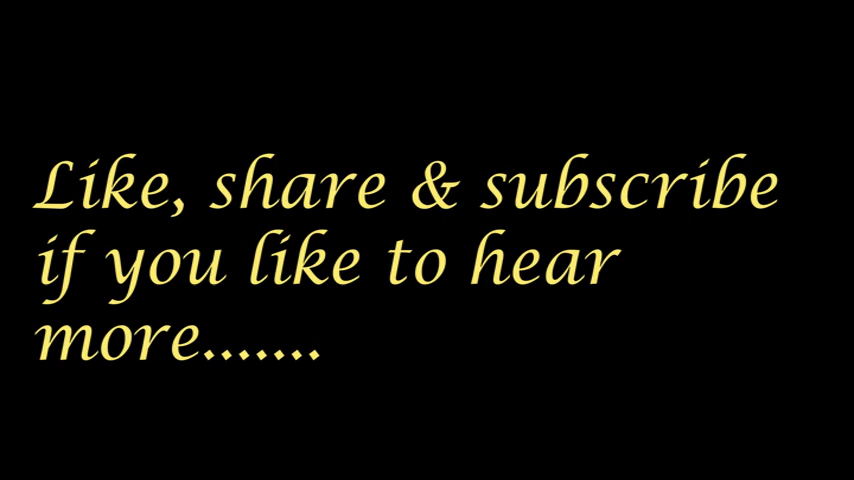 Like, share & subscribe
if you like to hear
more.......